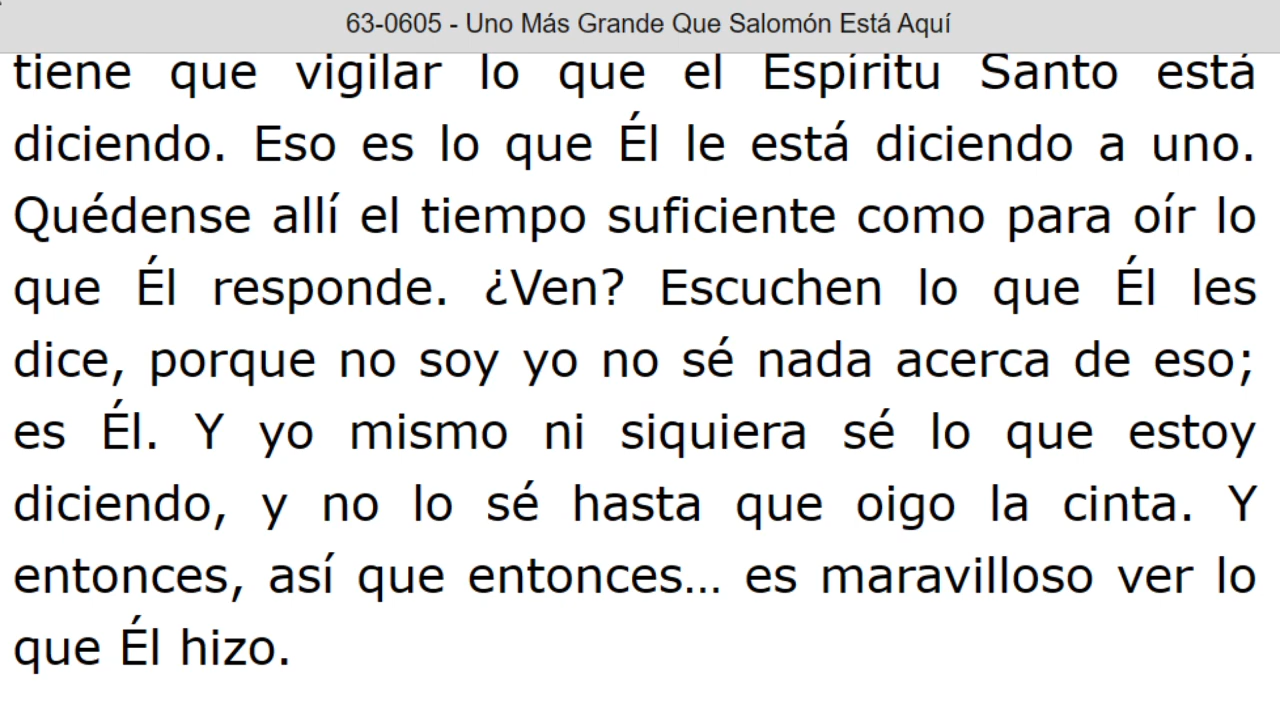 63-0605 - Uno Más Grande Que Salomón Está Aquí
tiene que vigilar lo que el Espíritu Santo está
diciendo. Eso es lo que Él le está diciendo a uno.
Quédense allí el tiempo suficiente como para oír lo
que Él responde. ¿Ven? Escuchen lo que Él les
dice, porque no soy yo no sé nada acerca de eso;
es Él. Y yo mismo ni siquiera sé lo que estoy
diciendo, y no lo sé hasta que oigo la cinta. Y
entonces, así que entonces... es maravilloso ver lo
que Él hizo.